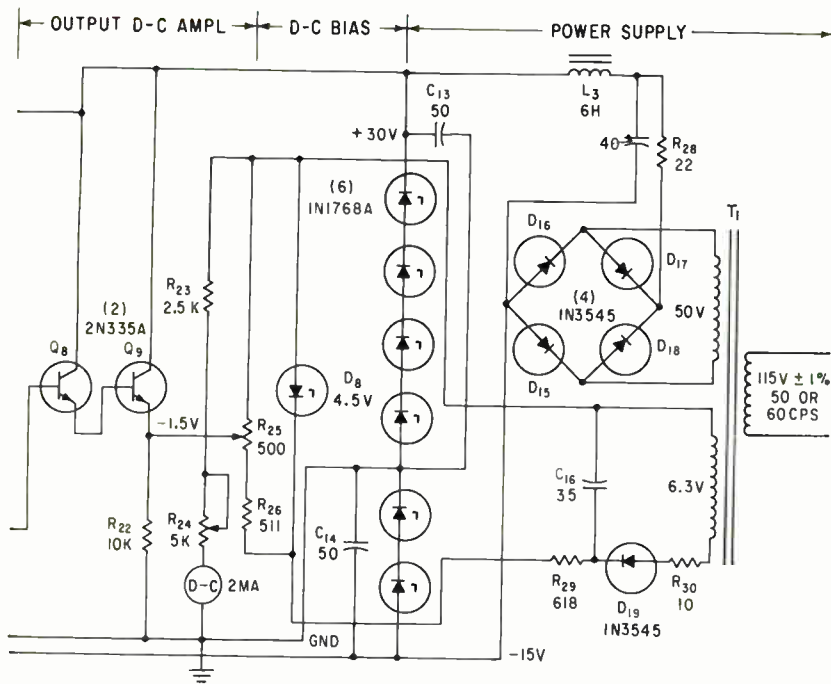 OUTPUT D-C AMPL
D-C BIAS
POWER SUPPLY
C13
50
L3
6H
+30V
40
R28
22
(6)
1N1768A
T1
D16
D17
R23
2.5K
(2)
2N335A
(4)
1N3545
50V
Q8
Q9
D8
4.5V
D15
D18
115V ± 1%
50 OR
60CPS
-1.5V
R25
500
C16
35
6.3V
R22
10K
R24
5K
R26
511
C14
50
D-C
2MA
R29
618
D19
1N3545
R30
10
GND
-15V